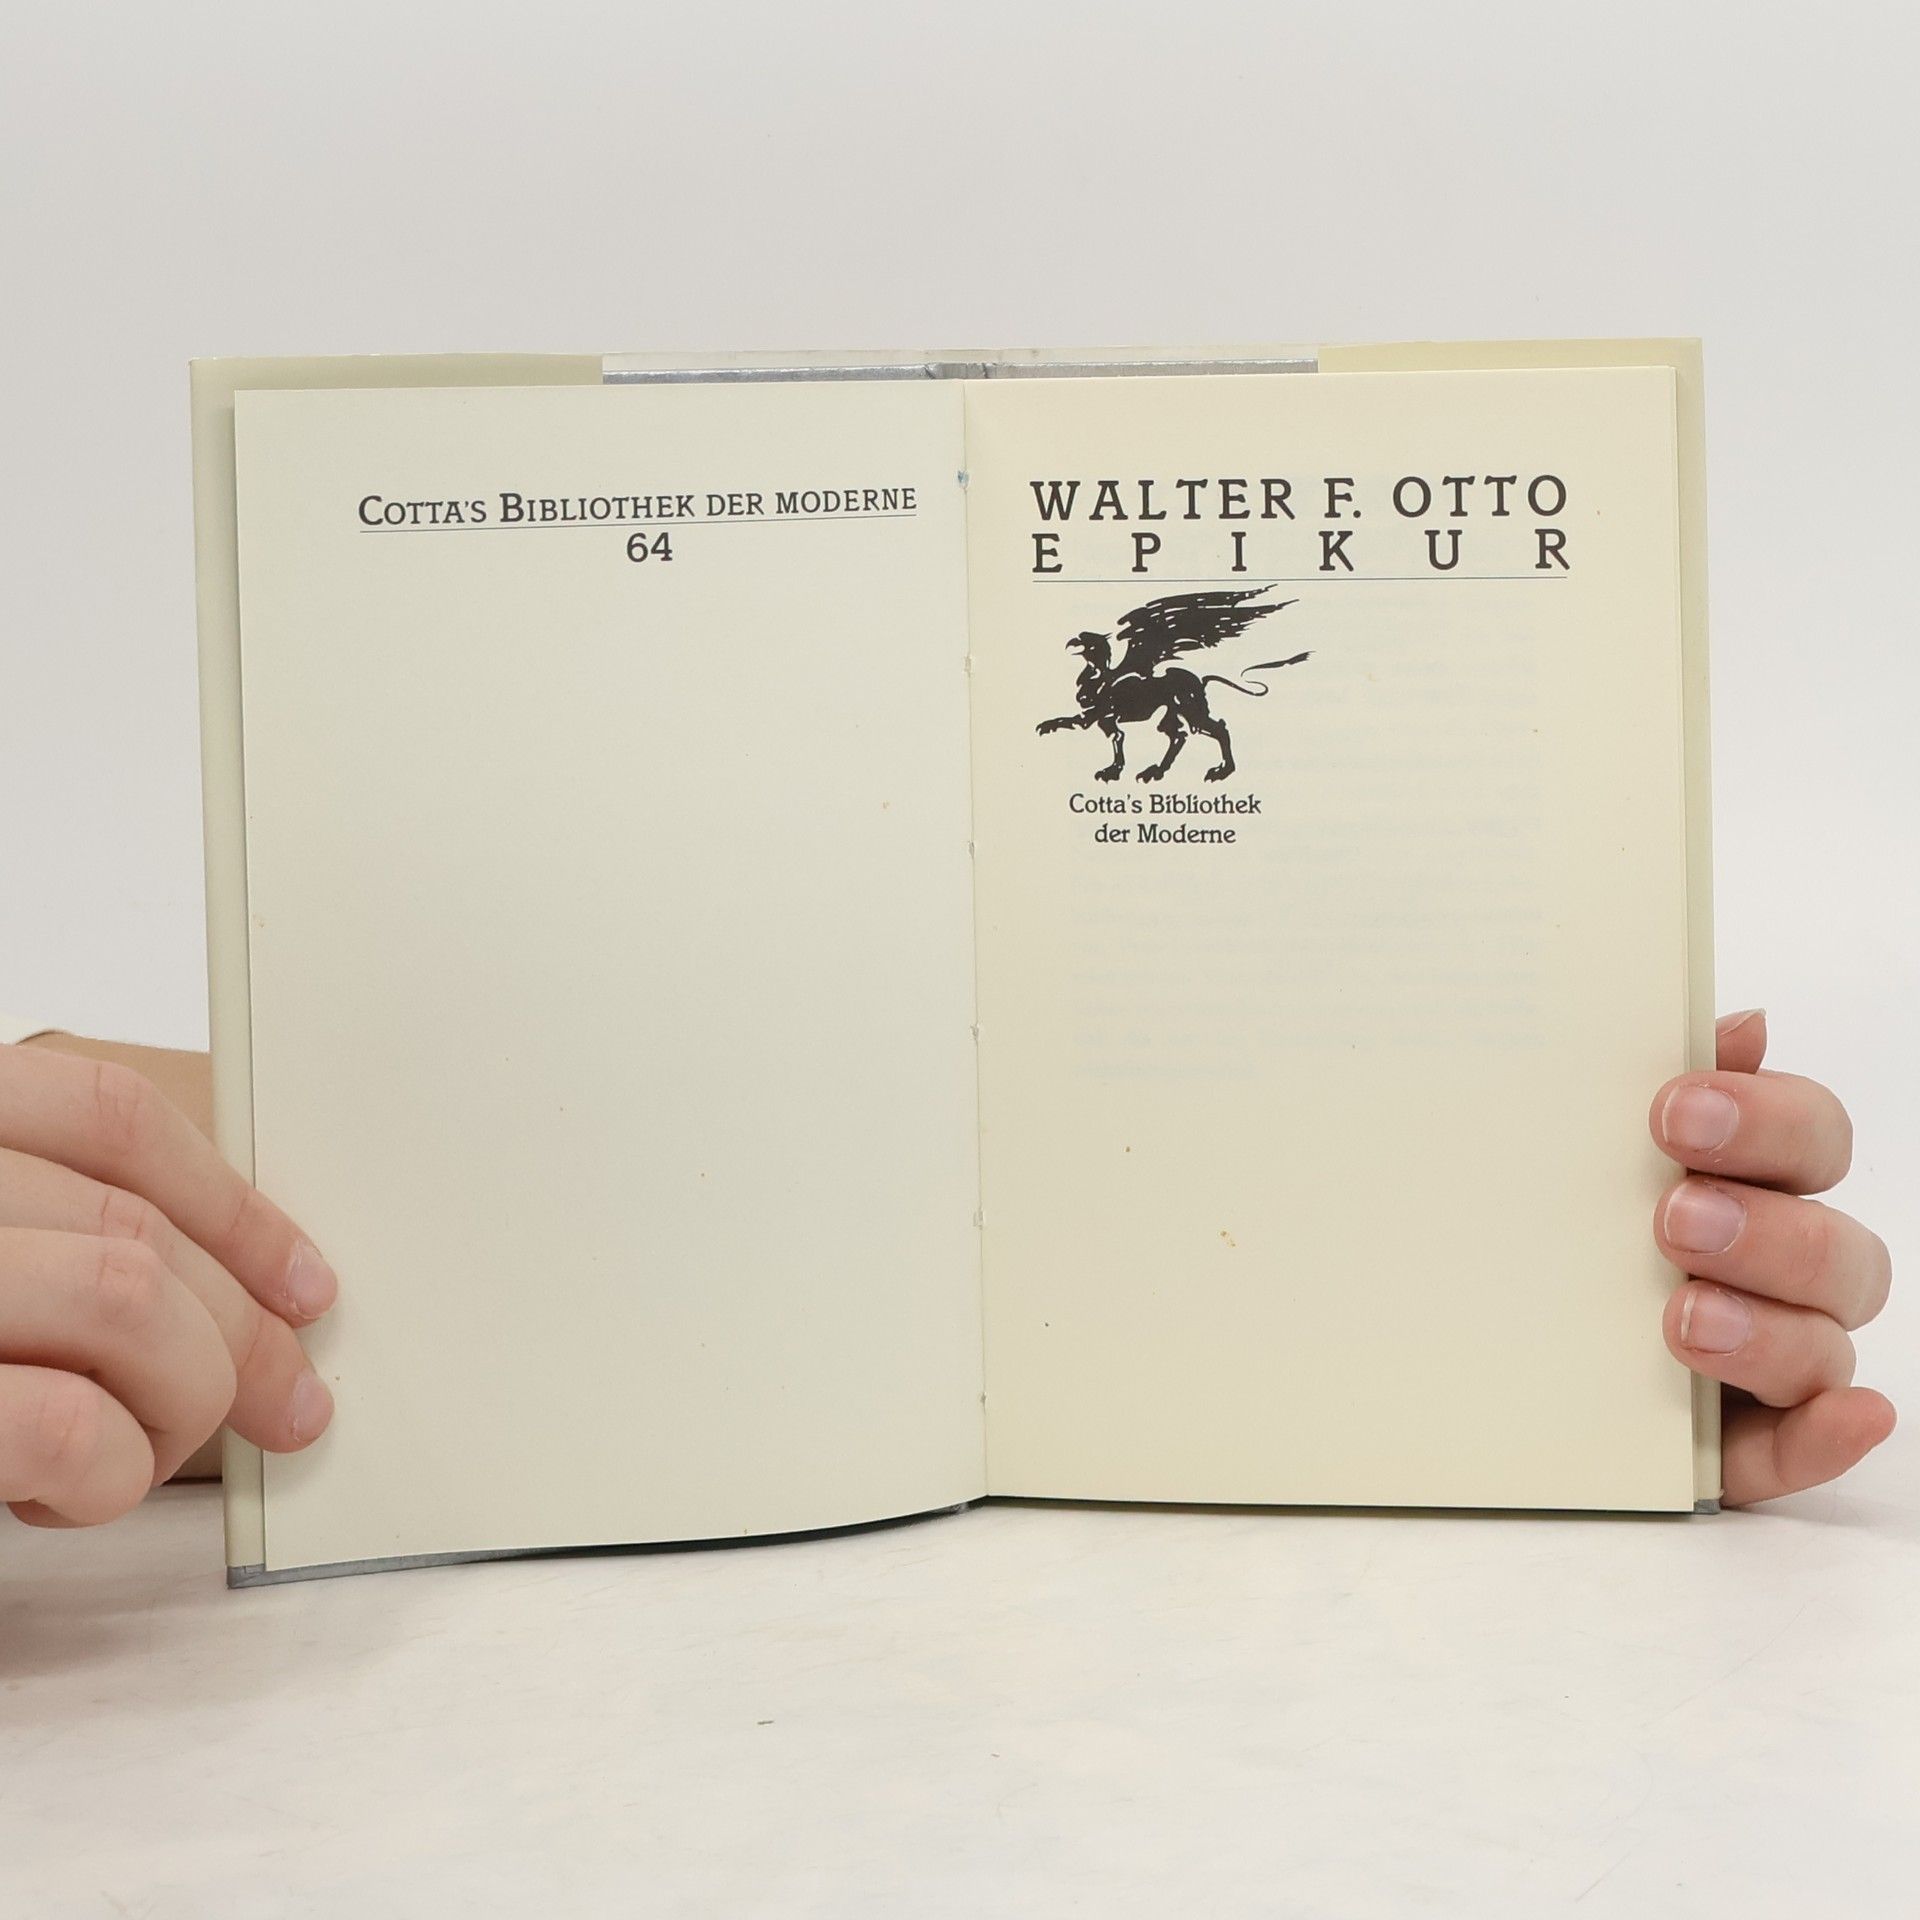 COTTA'S BIBLIOTHEK DER MODERNE
64
WALTER F. OTTO
EPIKUR
Cotta's Bibliothek
der Moderne